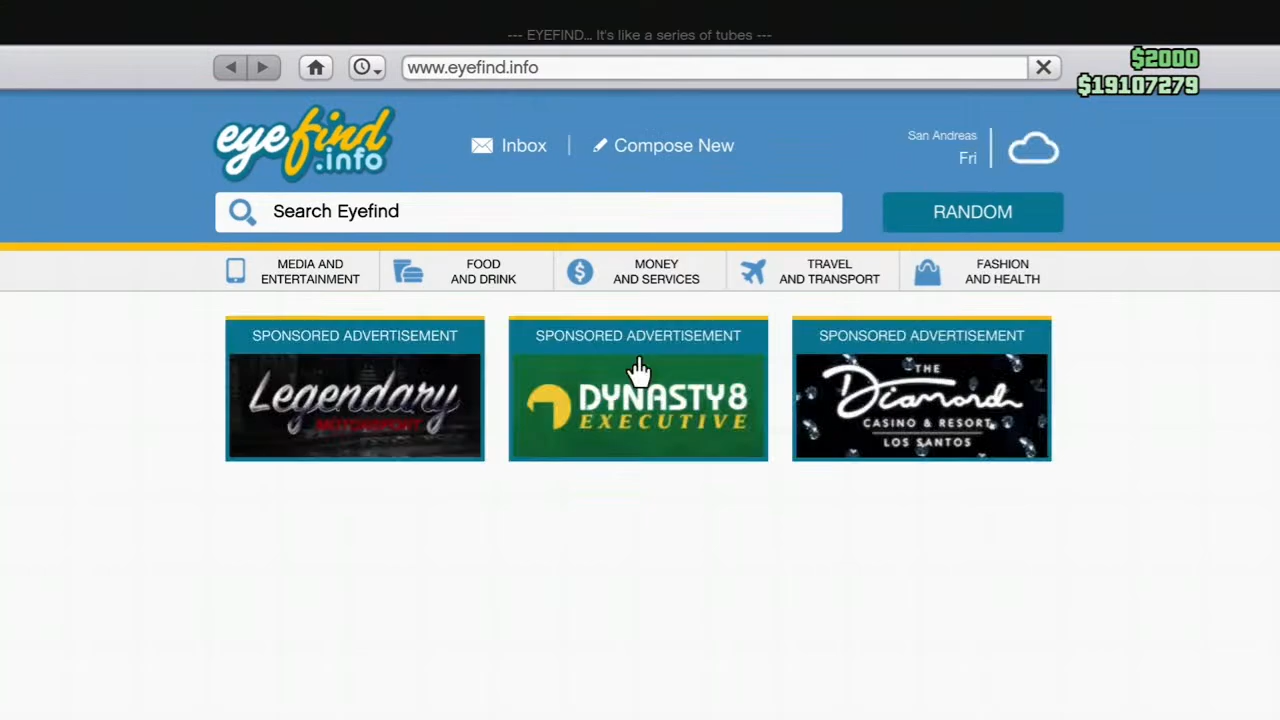 --- EYEFIND... It's like a series of tubes ---
www.eyefind.info
$2000
$19107279
eyefind
.info
Inbox
Compose New
San Andreas
Fri
Search Eyefind
RANDOM
MEDIA AND
ENTERTAINMENT
FOOD
AND DRINK
MONEY
AND SERVICES
TRAVEL
AND TRANSPORT
FASHION
AND HEALTH
SPONSORED ADVERTISEMENT
Legendary
MOTORSPORT
SPONSORED ADVERTISEMENT
DYNASTY8
EXECUTIVE
SPONSORED ADVERTISEMENT
THE
Diamond
CASINO & RESORT
LOS SANTOS